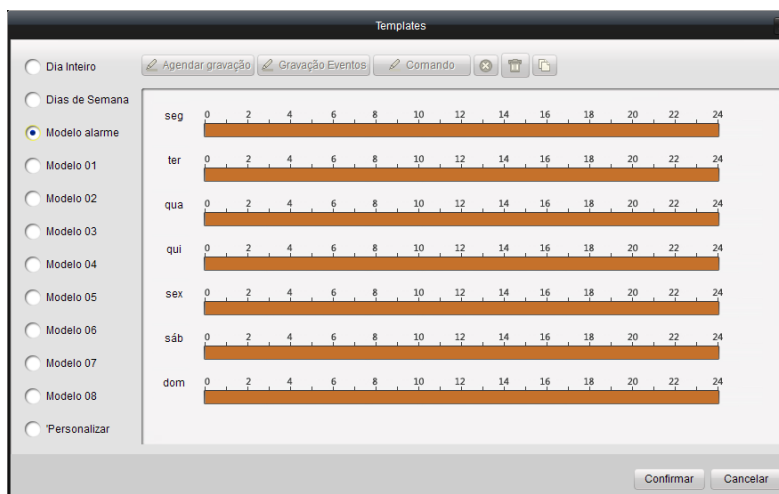 Templates
Dia Inteiro
Agendar gravação Gravação Eventos Comando
Dias de Semana
Modelo alarme
Modelo 01
Modelo 02
Modelo 03
Modelo 04
Modelo 05
Modelo 06
Modelo 07
Modelo 08
'Personalizar
seg 0 2 4 6 8 10 12 14 16 18 20 22 24
ter 0 2 4 6 8 10 12 14 16 18 20 22 24
qua 0 2 4 6 8 10 12 14 16 18 20 22 24
qui 0 2 4 6 8 10 12 14 16 18 20 22 24
sex 0 2 4 6 8 10 12 14 16 18 20 22 24
sáb 0 2 4 6 8 10 12 14 16 18 20 22 24
dom 0 2 4 6 8 10 12 14 16 18 20 22 24
Confirmar Cancelar